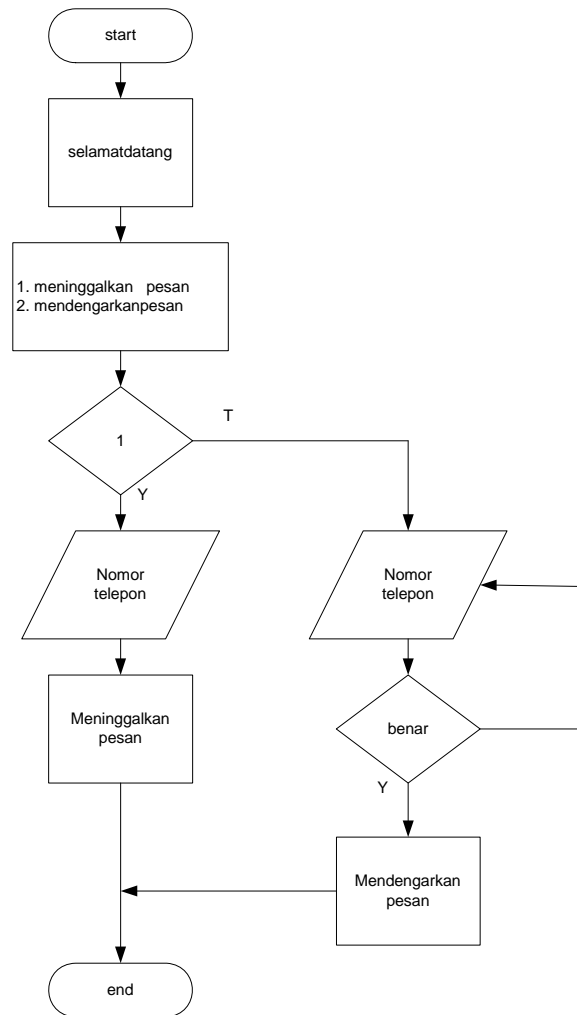 start
selamatdatang
1. meninggalkan pesan
2. mendengarkanpesan
1
T
Y
Nomor
telepon
Nomor
telepon
Meninggalkan
pesan
benar
Y
Mendengarkan
pesan
end